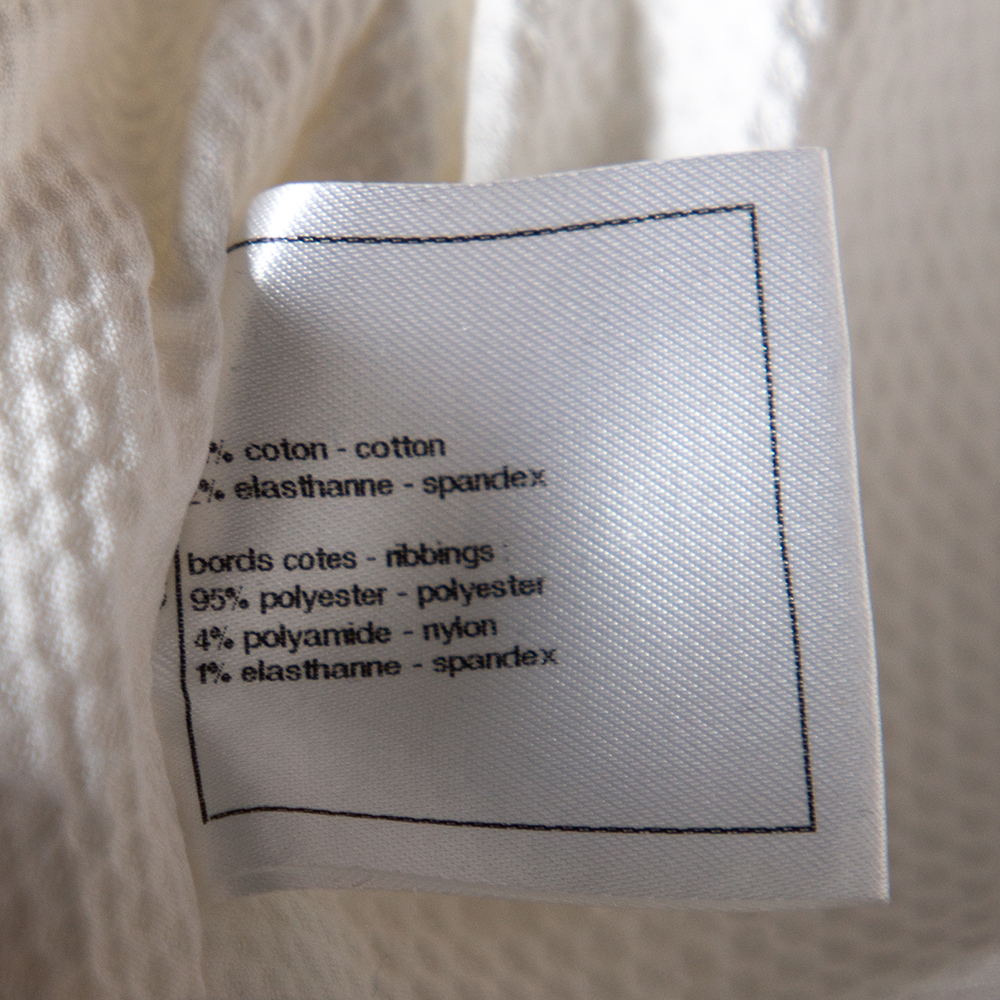 % coton - cotton
% elasthanne - spandex
bords cotes - ribbings :
95% polyester - polyester
4% polyamide - nylon
1% elasthanne - spandex